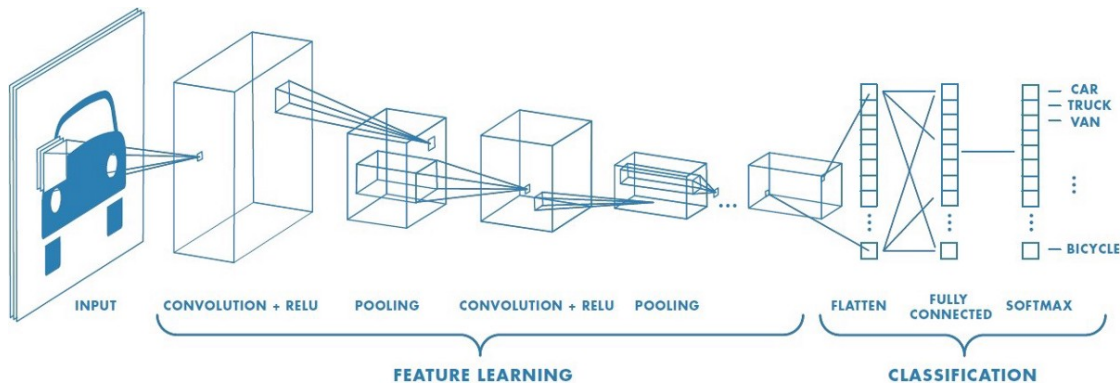 CAR
TRUCK
VAN
BICYCLE
INPUT
CONVOLUTION + RELU
POOLING
CONVOLUTION + RELU
POOLING
FLATTEN
FULLY
CONNECTED
SOFTMAX
FEATURE LEARNING
CLASSIFICATION